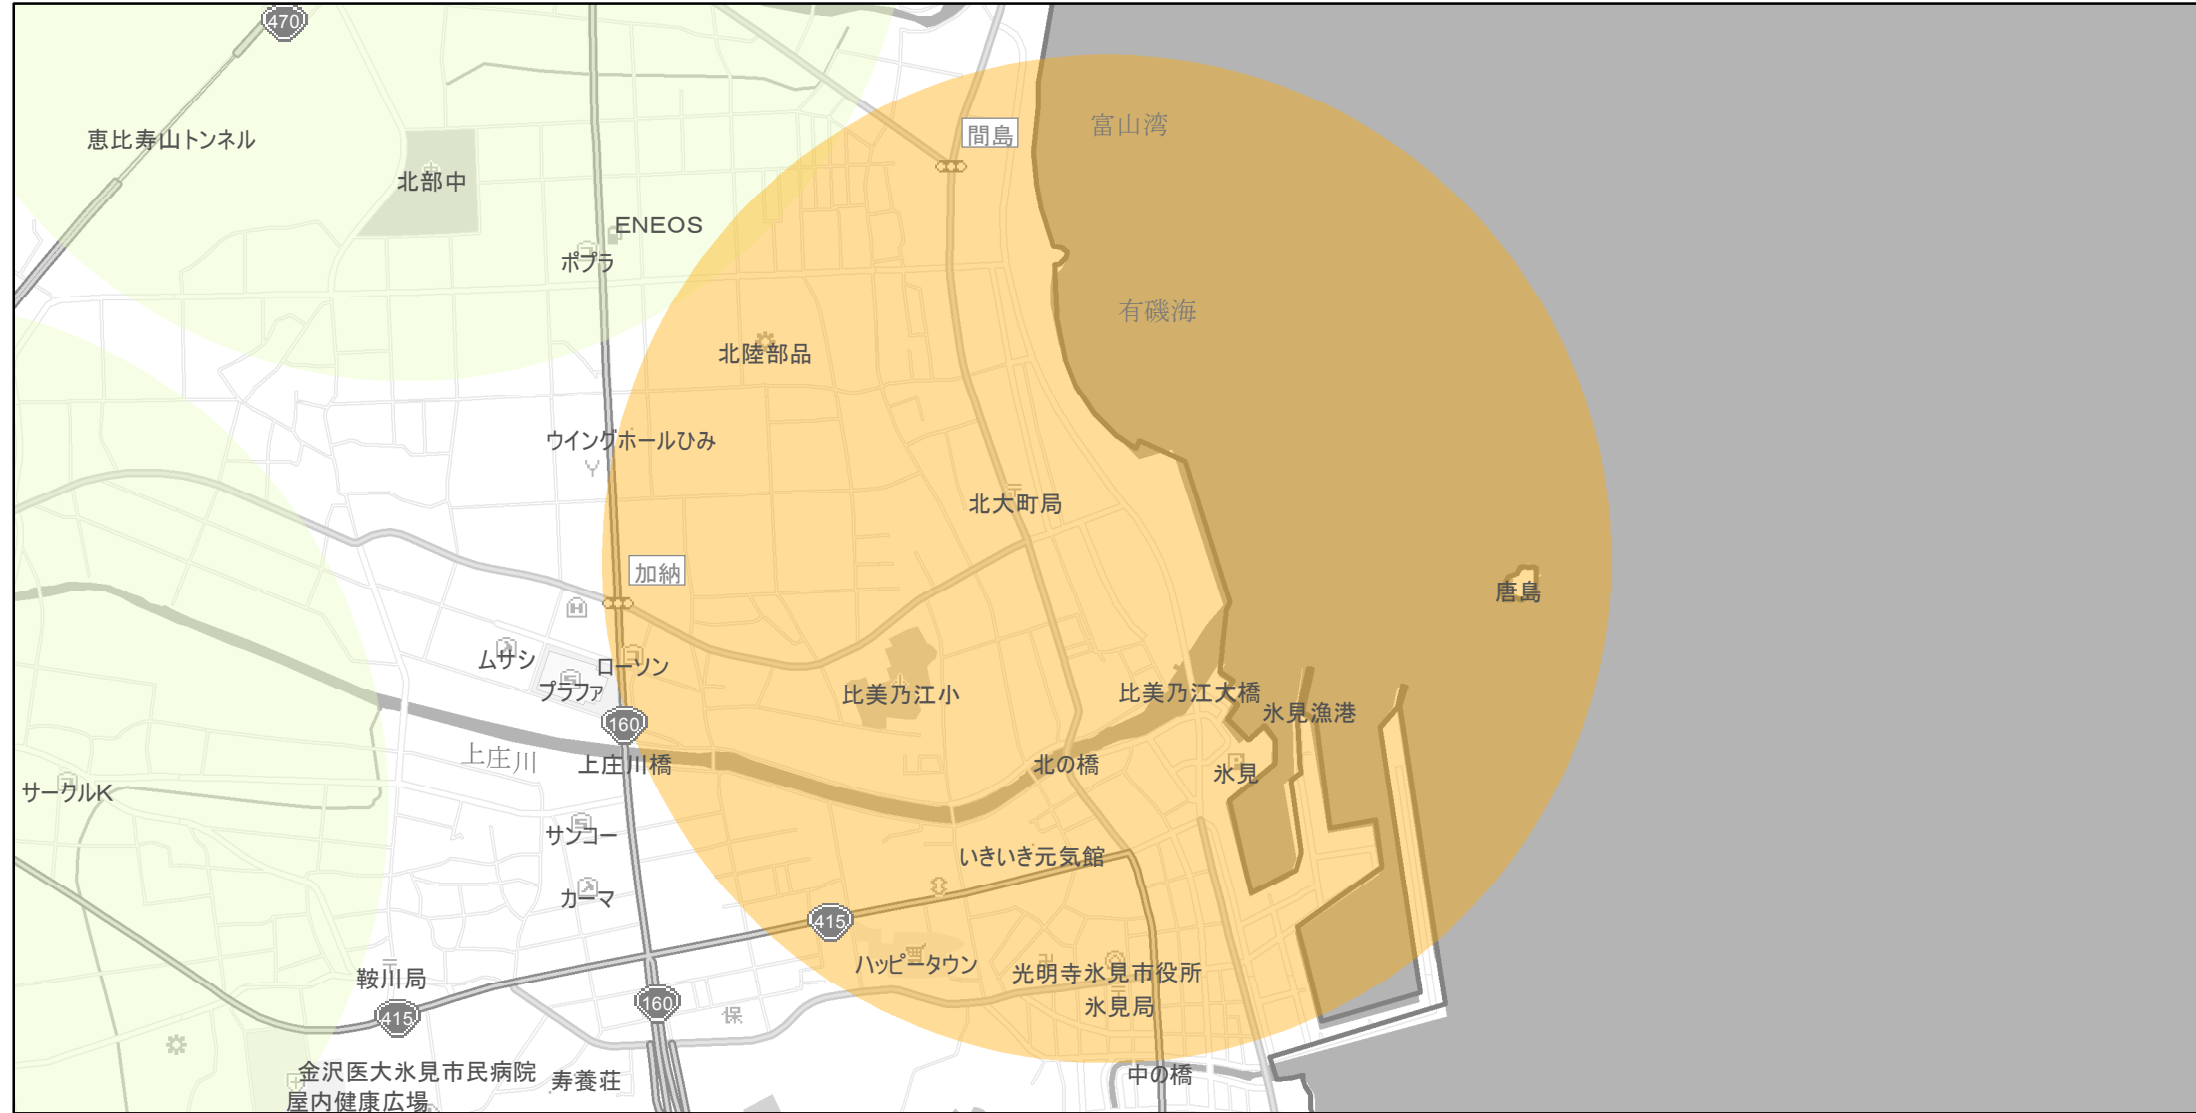 470
恵比寿山トンネル
北部中
間島
富山湾
ENEOS
ポプラ
有磯海
北陸部品
ウイングホールひみ
北大町局
加納
唐島
ムサシ
ローソン
プラファ
比美乃江小
比美乃江大橋
氷見漁港
160
上庄川
上庄川橋
北の橋
氷見
サークルK
サンコー
いきいき元気館
カーマ
415
ハッピータウン
光明寺
氷見市役所
鞍川局
160
保
氷見局
415
金沢医大氷見市民病院
寿養荘
中の橋
屋内健康広場